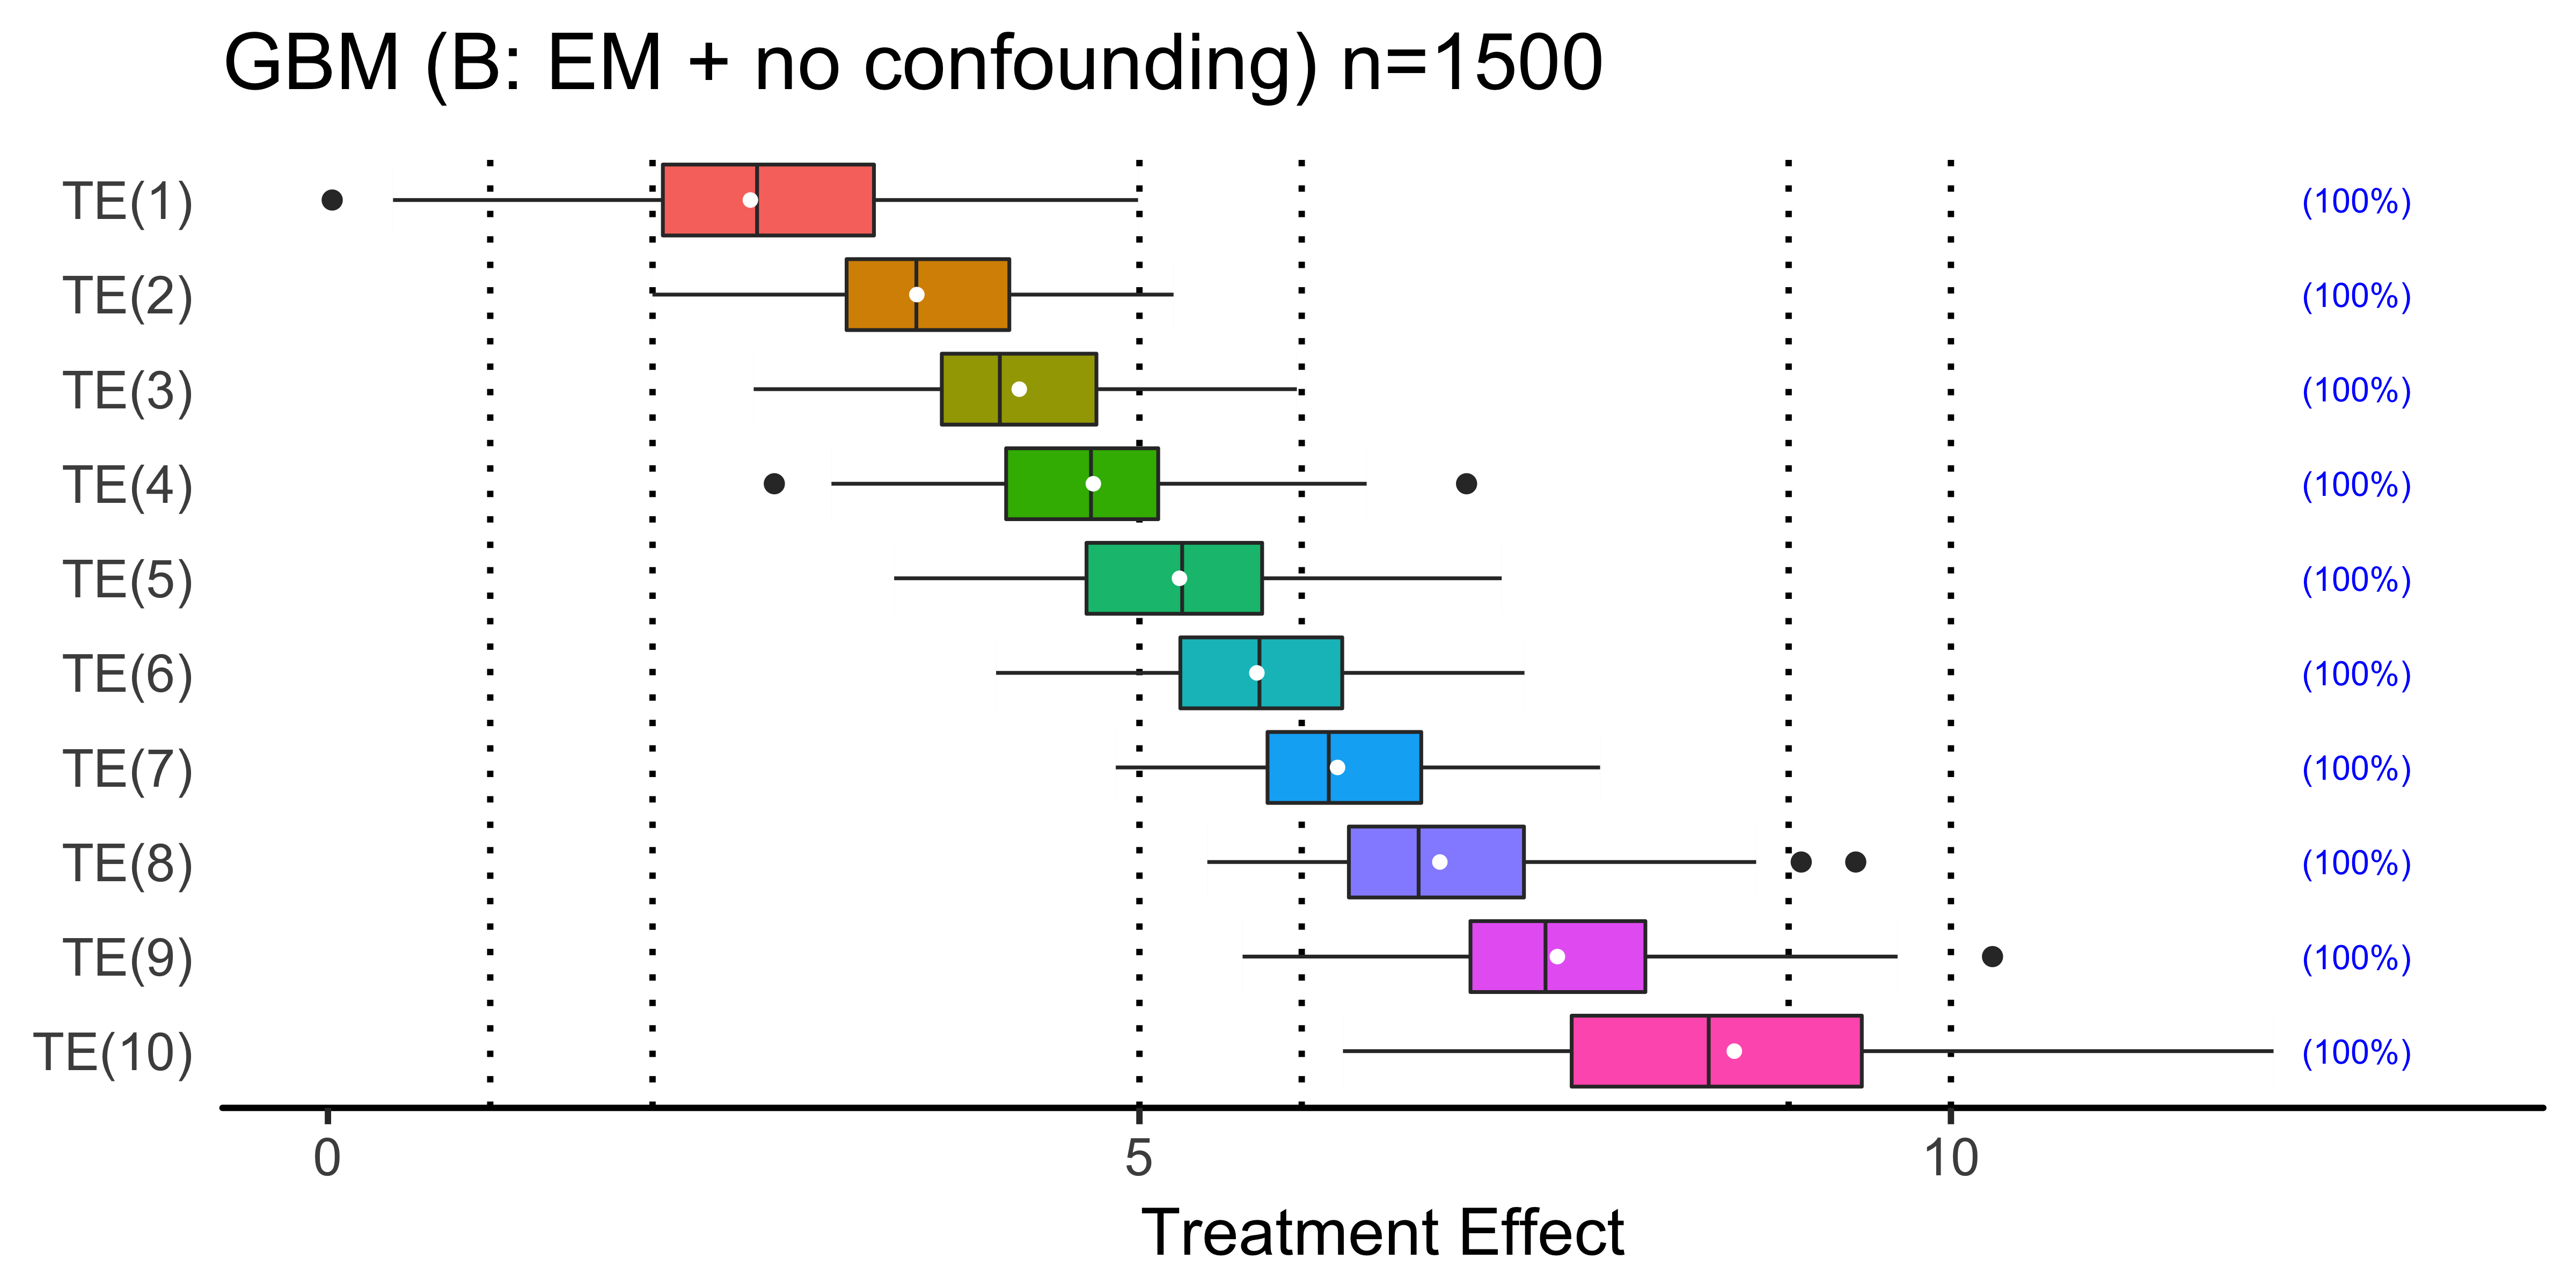 GBM (B: EM + no confounding) n=1500
TE(1) (100%)
TE(2) (100%)
TE(3) (100%)
TE(4) (100%)
TE(5) (100%)
TE(6) (100%)
TE(7) (100%)
TE(8) (100%)
TE(9) (100%)
TE(10) (100%)
0 5 10
Treatment Effect